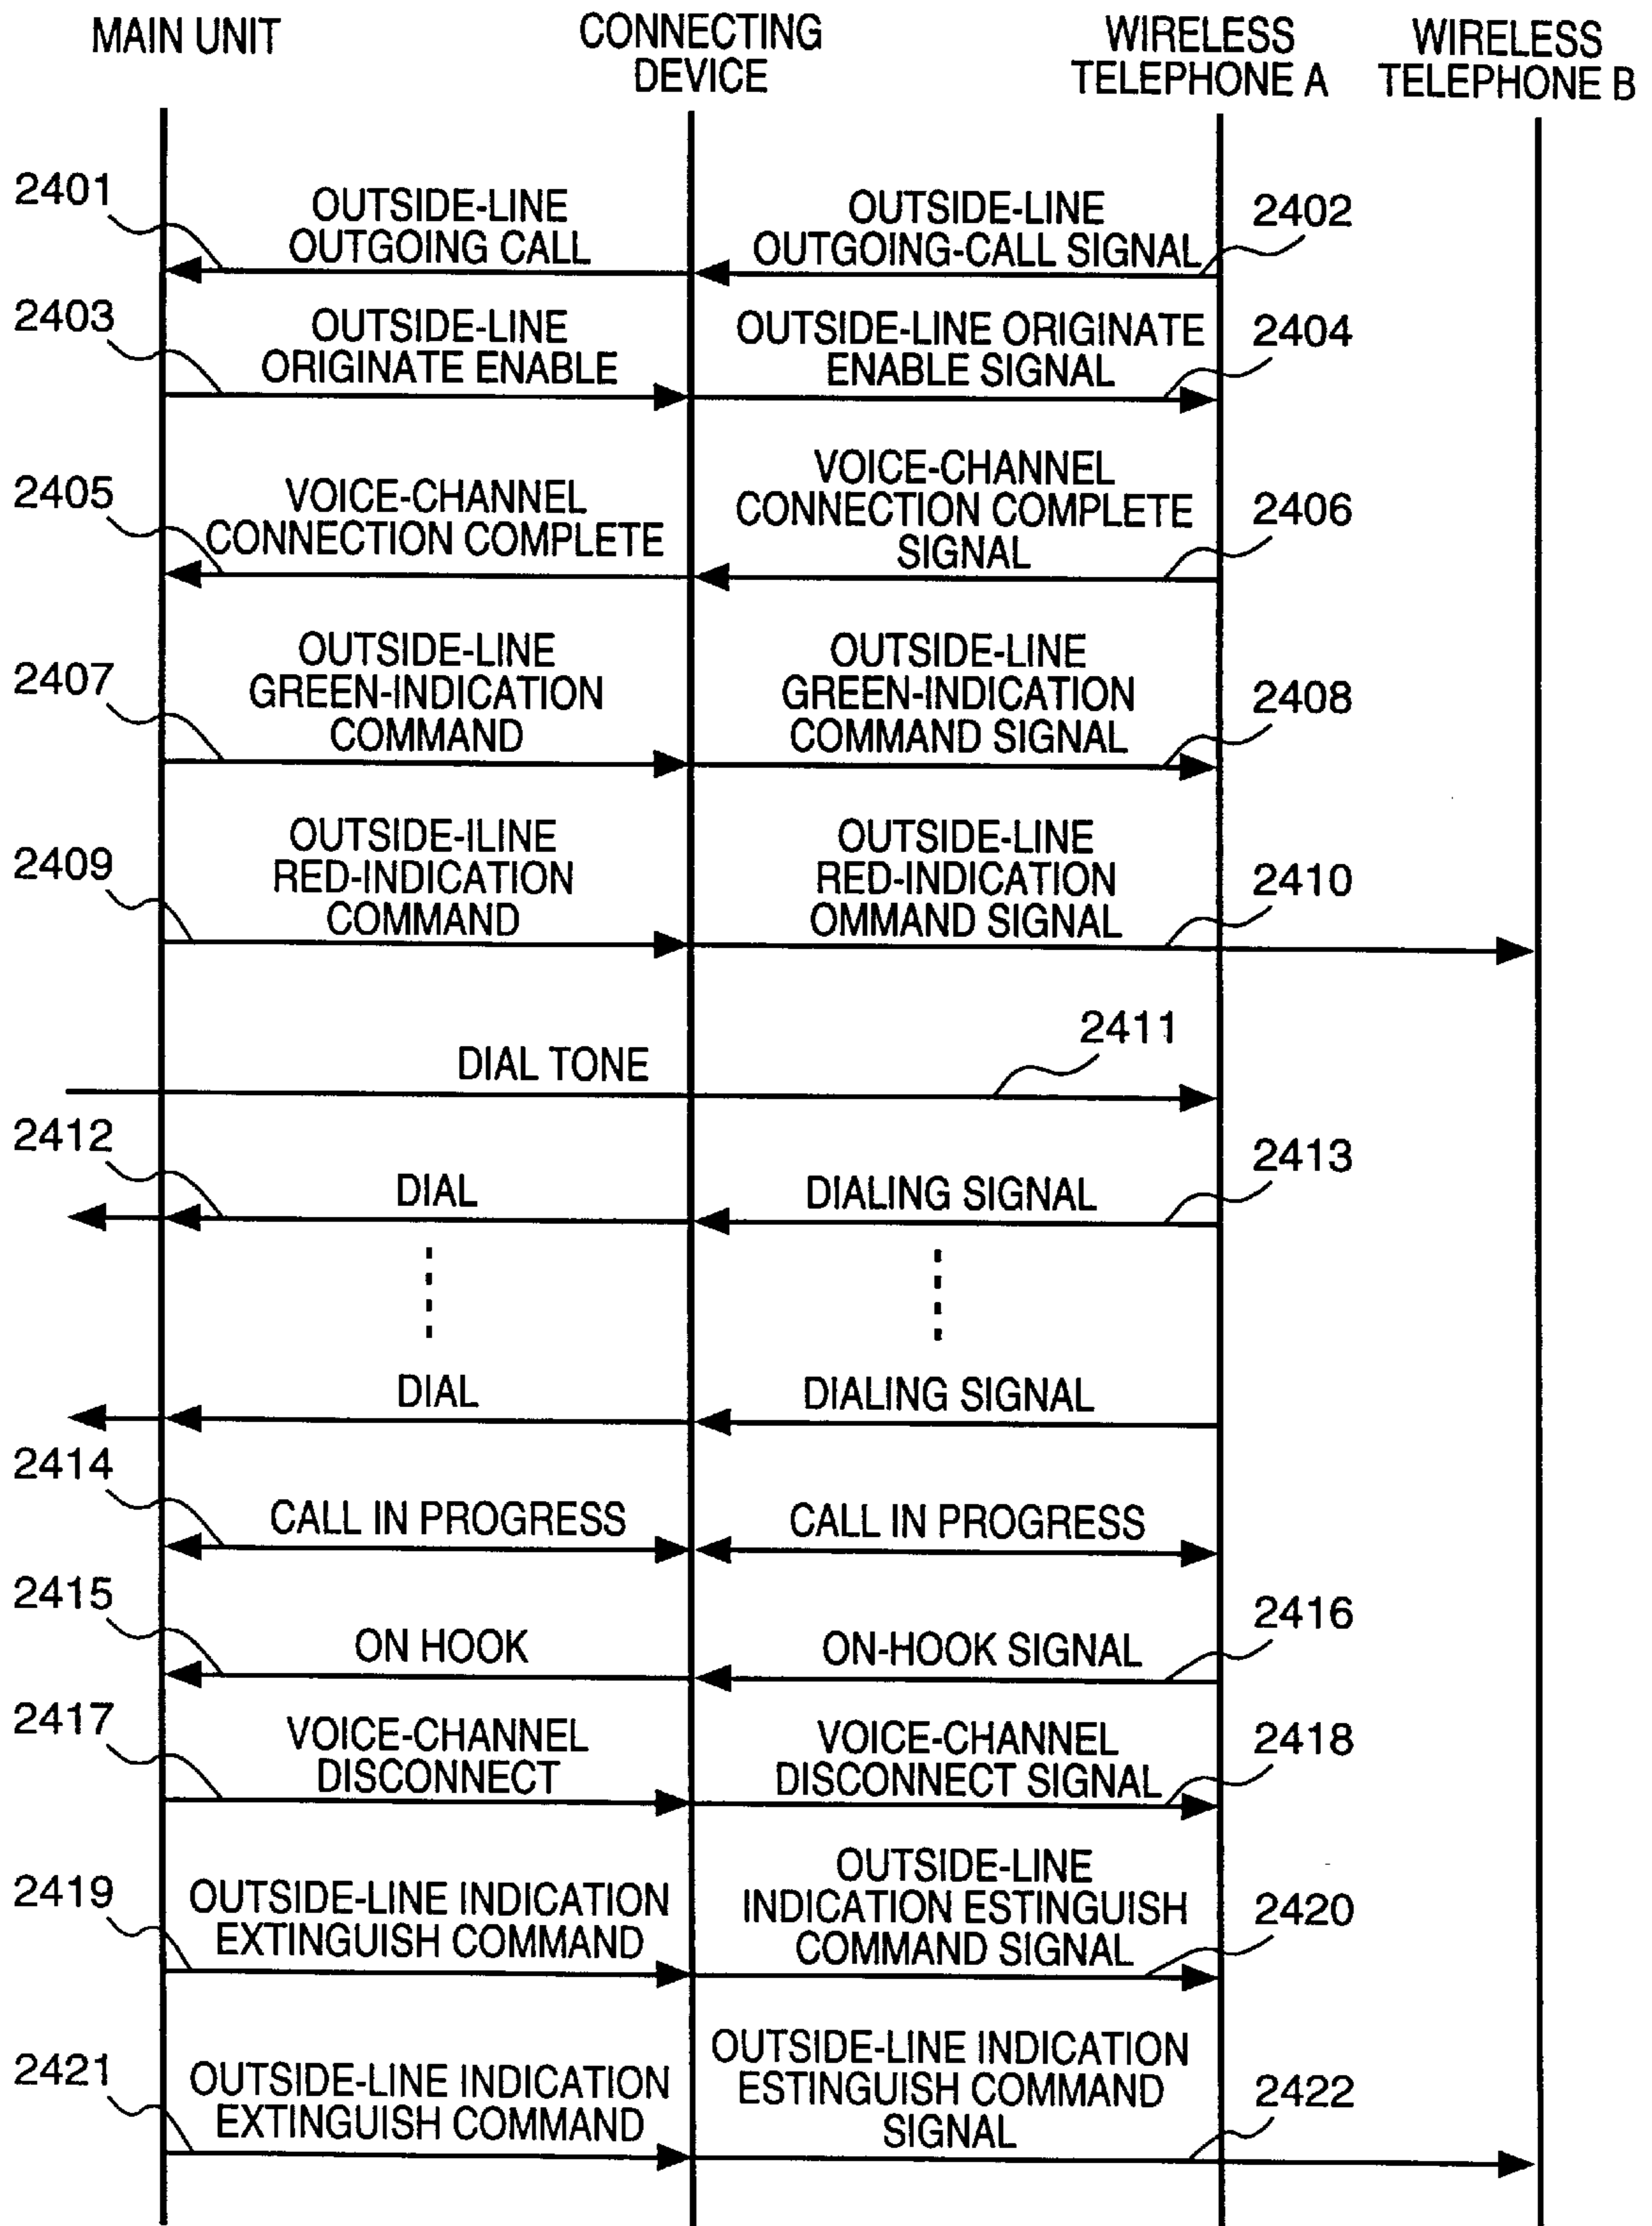 MAIN UNIT
CONNECTING
DEVICE
WIRELESS
TELEPHONE A
WIRELESS
TELEPHONE B
2401
OUTSIDE-LINE
OUTGOING CALL
OUTSIDE-LINE
OUTGOING-CALL SIGNAL
2402
2403
OUTSIDE-LINE
ORIGINATE ENABLE
OUTSIDE-LINE ORIGINATE
ENABLE SIGNAL
2404
2405
VOICE-CHANNEL
CONNECTION COMPLETE
VOICE-CHANNEL
CONNECTION COMPLETE
SIGNAL
2406
2407
OUTSIDE-LINE
GREEN-INDICATION
COMMAND
OUTSIDE-LINE
GREEN-INDICATION
COMMAND SIGNAL
2408
2409
OUTSIDE-ILINE
RED-INDICATION
COMMAND
OUTSIDE-LINE
RED-INDICATION
OMMAND SIGNAL
2410
DIAL TONE
2411
2412
DIAL
DIALING SIGNAL
2413
DIAL
DIALING SIGNAL
2414
CALL IN PROGRESS
CALL IN PROGRESS
2415
ON HOOK
ON-HOOK SIGNAL
2416
2417
VOICE-CHANNEL
DISCONNECT
VOICE-CHANNEL
DISCONNECT SIGNAL
2418
2419
OUTSIDE-LINE INDICATION
EXTINGUISH COMMAND
OUTSIDE-LINE
INDICATION ESTINGUISH
COMMAND SIGNAL
2420
2421
OUTSIDE-LINE INDICATION
EXTINGUISH COMMAND
OUTSIDE-LINE INDICATION
ESTINGUISH COMMAND
SIGNAL
2422